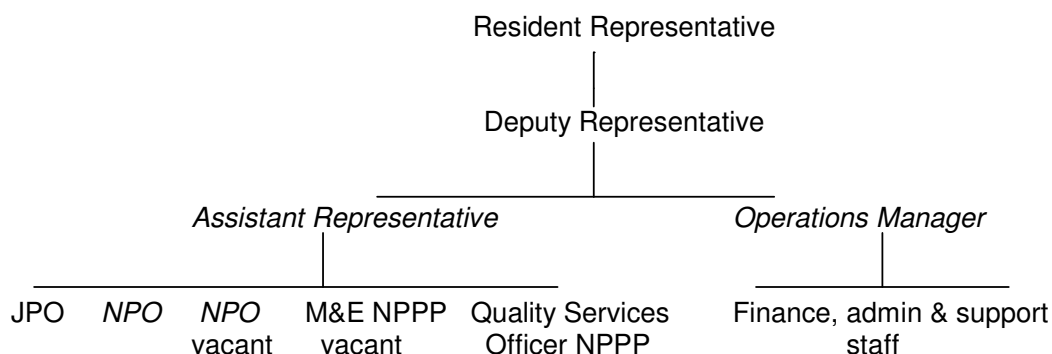 Resident Representative
Deputy Representative
Assistant Representative
Operations Manager
JPO
NPO
NPO
vacant
M&E NPPP
vacant
Quality Services
Officer NPPP
Finance, admin & support
staff